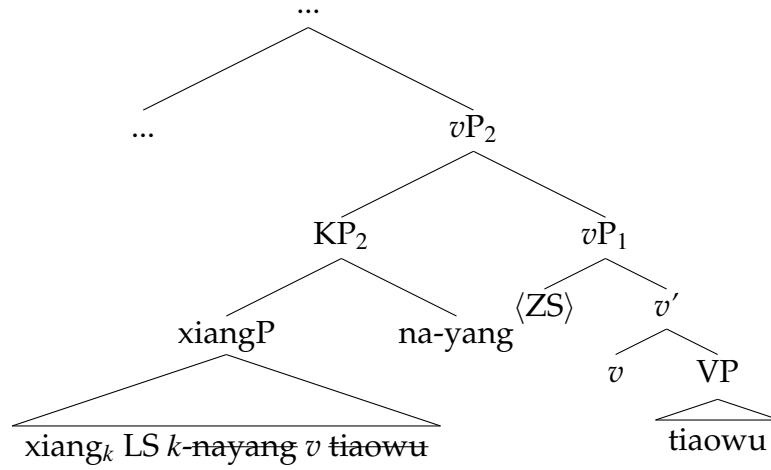 ...
... vP₂
KP₂ vP₁
xiangP na-yang ⟨ZS⟩ v′
v VP
xiangₖ LS k-nayang v tiaowu tiaowu